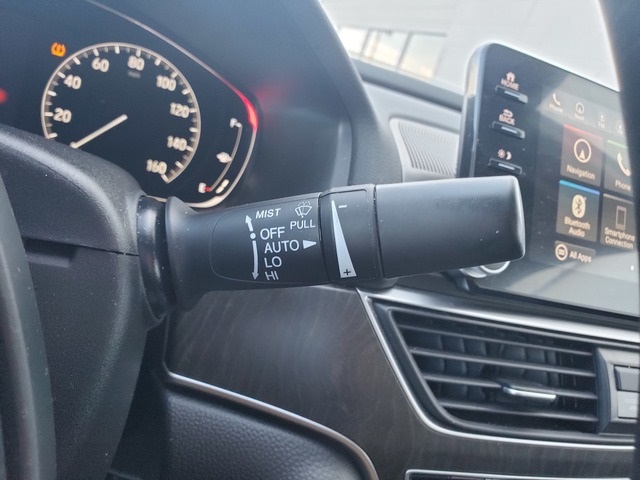 20
40
60
80
100
120
140
160
F
E
MIST
OFF
PULL
AUTO
LO
HI
HOME
BACK
Navigation
Phone
Bluetooth
Audio
Smartphone
Connection
All Apps